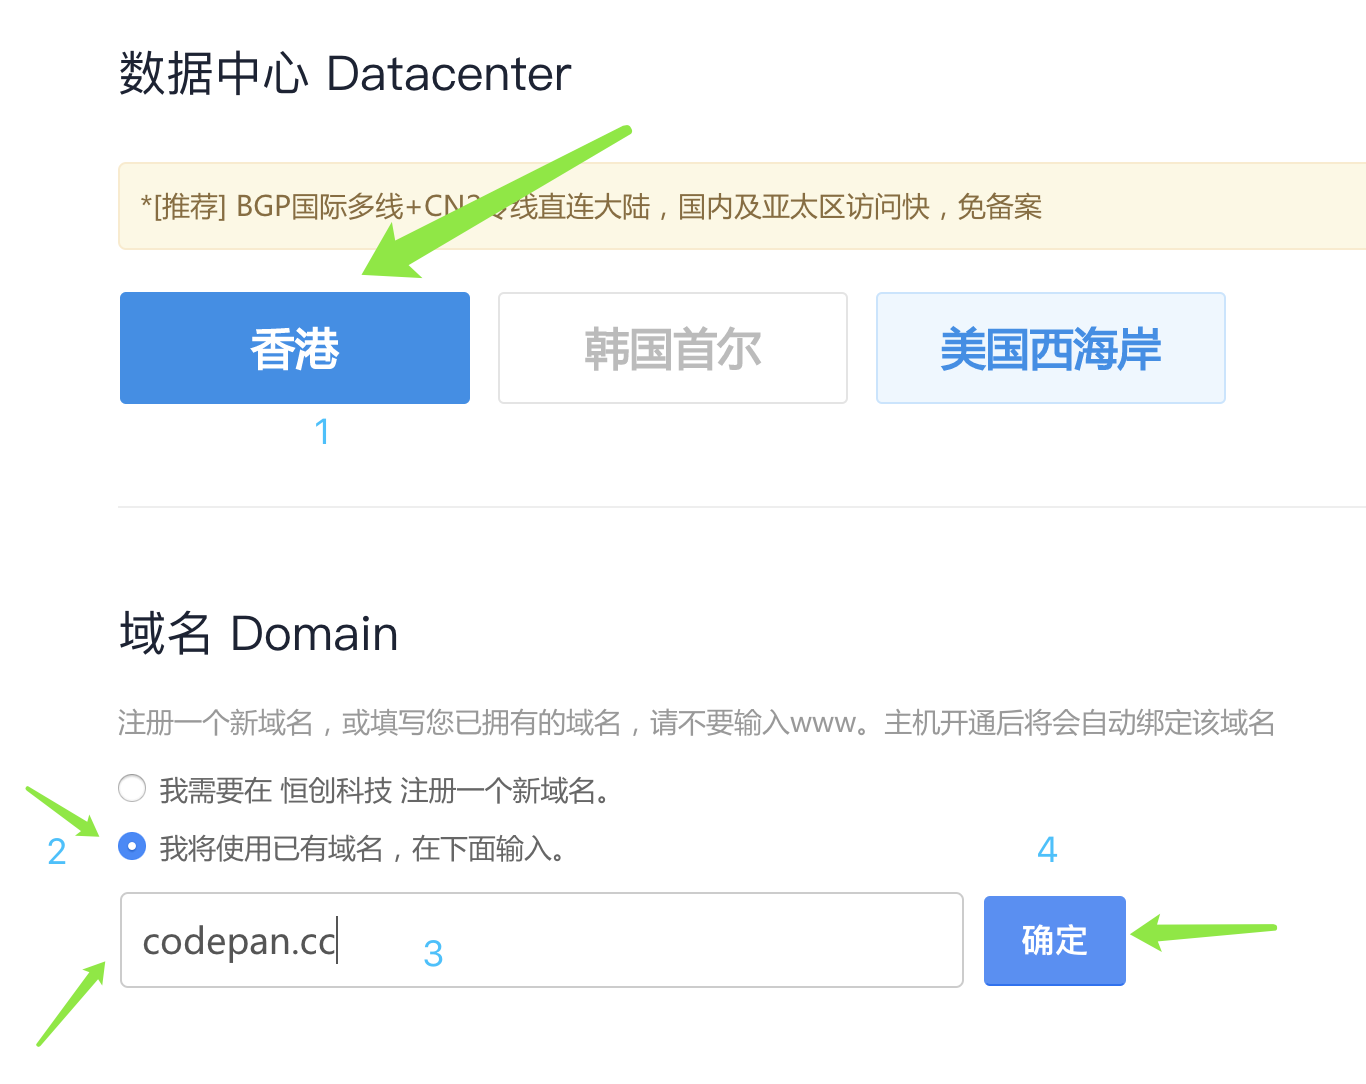 数据中心 Datacenter
*[推荐] BGP国际多线+CN2专线直连大陆，国内及亚太区访问快，免备案
香港 韩国首尔 美国西海岸
1
域名 Domain
注册一个新域名，或填写您已拥有的域名，请不要输入www。主机开通后将会自动绑定该域名
我需要在 恒创科技 注册一个新域名。
2 我将使用已有域名，在下面输入。 4
codepan.cc 3 确定